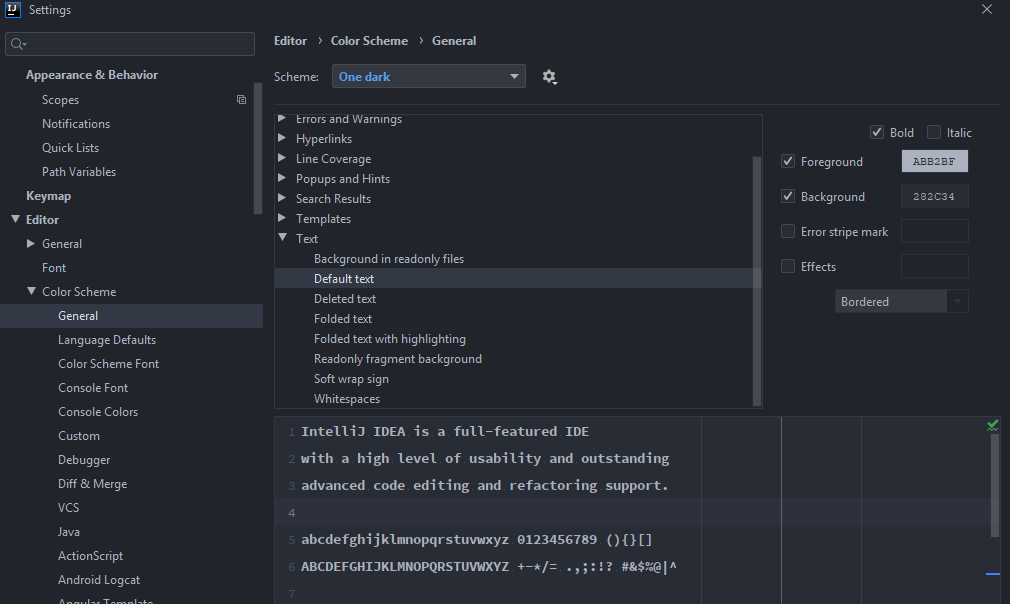 IJ
Settings
Appearance & Behavior
Scopes
Notifications
Quick Lists
Path Variables
Keymap
Editor
General
Font
Color Scheme
General
Language Defaults
Color Scheme Font
Console Font
Console Colors
Custom
Debugger
Diff & Merge
VCS
Java
ActionScript
Android Logcat
Angular Template
Editor › Color Scheme › General
Scheme: One dark
Errors and Warnings
Hyperlinks
Line Coverage
Popups and Hints
Search Results
Templates
Text
Background in readonly files
Default text
Deleted text
Folded text
Folded text with highlighting
Readonly fragment background
Soft wrap sign
Whitespaces
Bold Italic
Foreground ABB2BF
Background 282C34
Error stripe mark
Effects
Bordered
1 IntelliJ IDEA is a full-featured IDE
2 with a high level of usability and outstanding
3 advanced code editing and refactoring support.
4
5 abcdefghijklmnopqrstuvwxyz 0123456789 (){}[]
6 ABCDEFGHIJKLMNOPQRSTUVWXYZ +-*/= .,;:!? #&$%@|^
7